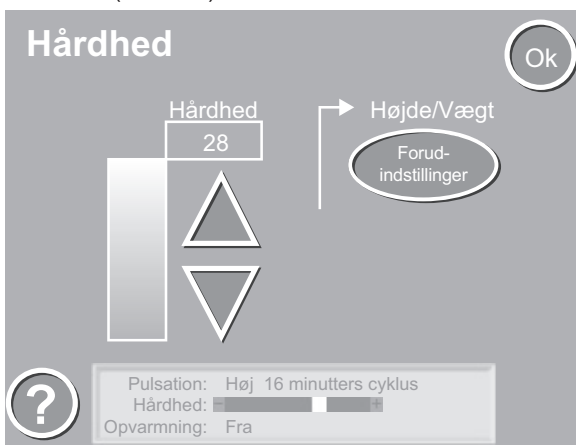 Hårdhed
Ok
Hårdhed
28
Højde/Vægt
Forud-
indstillinger
?
Pulsation: Høj 16 minutters cyklus
Hårdhed: - +
Opvarmning: Fra